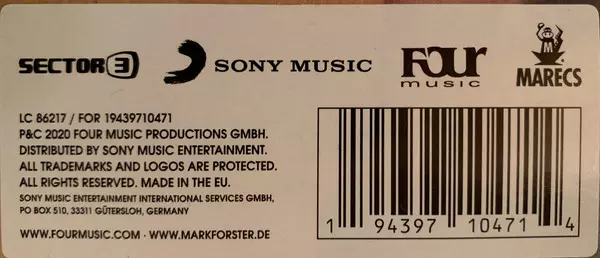 SECTOR 3 SONY MUSIC Four music MARECS
LC 86217 / FOR 19439710471
P&C 2020 FOUR MUSIC PRODUCTIONS GMBH.
DISTRIBUTED BY SONY MUSIC ENTERTAINMENT.
ALL TRADEMARKS AND LOGOS ARE PROTECTED.
ALL RIGHTS RESERVED. MADE IN THE EU.
SONY MUSIC ENTERTAINMENT INTERNATIONAL SERVICES GMBH,
PO BOX 510, 33311 GÜTERSLOH, GERMANY
WWW.FOURMUSIC.COM · WWW.MARKFORSTER.DE
1 94397 10471 4